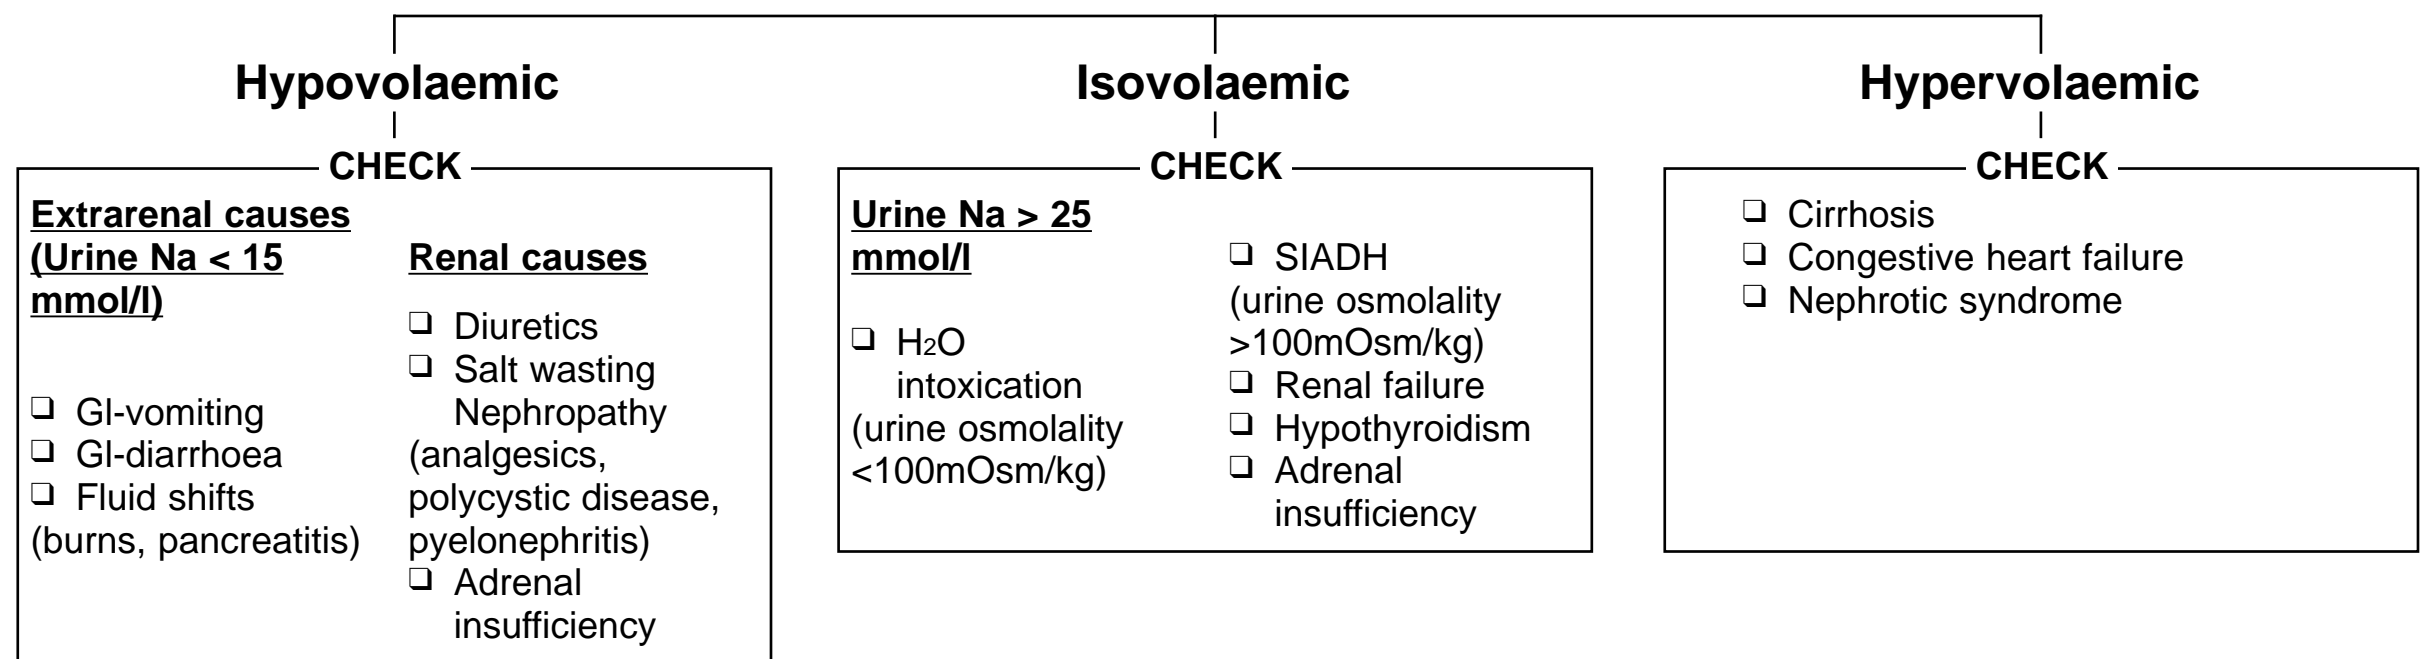 Hypovolaemic
CHECK
Extrarenal causes
(Urine Na < 15
mmol/l)
❏ GI-vomiting
❏ GI-diarrhoea
❏ Fluid shifts
(burns, pancreatitis)
Renal causes
❏ Diuretics
❏ Salt wasting
Nephropathy
(analgesics,
polycystic disease,
pyelonephritis)
❏ Adrenal
insufficiency
Isovolaemic
CHECK
Urine Na > 25
mmol/l
❏ H₂O
intoxication
(urine osmolality
<100mOsm/kg)
❏ SIADH
(urine osmolality
>100mOsm/kg)
❏ Renal failure
❏ Hypothyroidism
❏ Adrenal
insufficiency
Hypervolaemic
CHECK
❏ Cirrhosis
❏ Congestive heart failure
❏ Nephrotic syndrome